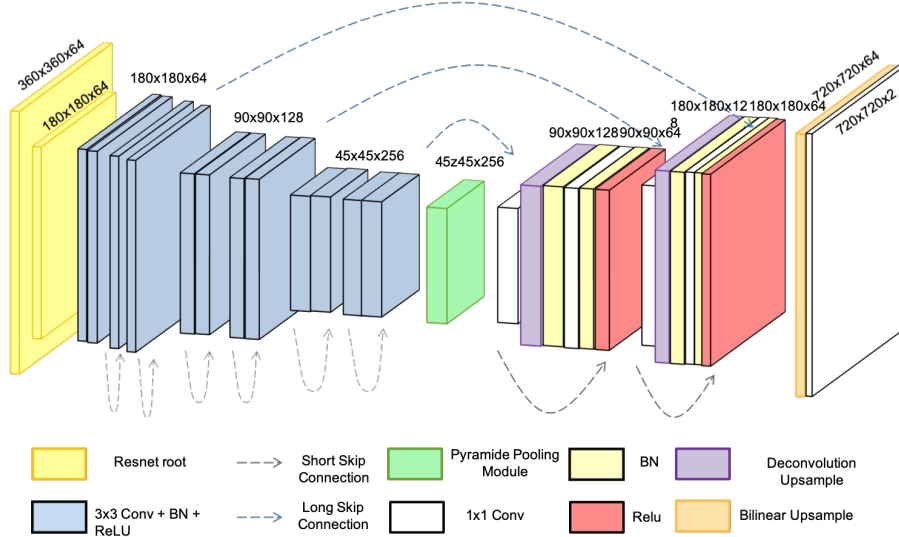 360x360x64
180x180x64
180x180x64
90x90x128
45x45x256
45z45x256
90x90x128
90x90x64
180x180x12
8
180x180x64
720x720x64
720x720x2
Resnet root
Short Skip
Connection
Pyramide Pooling
Module
BN
Deconvolution
Upsample
3x3 Conv + BN +
ReLU
Long Skip
Connection
1x1 Conv
Relu
Bilinear Upsample